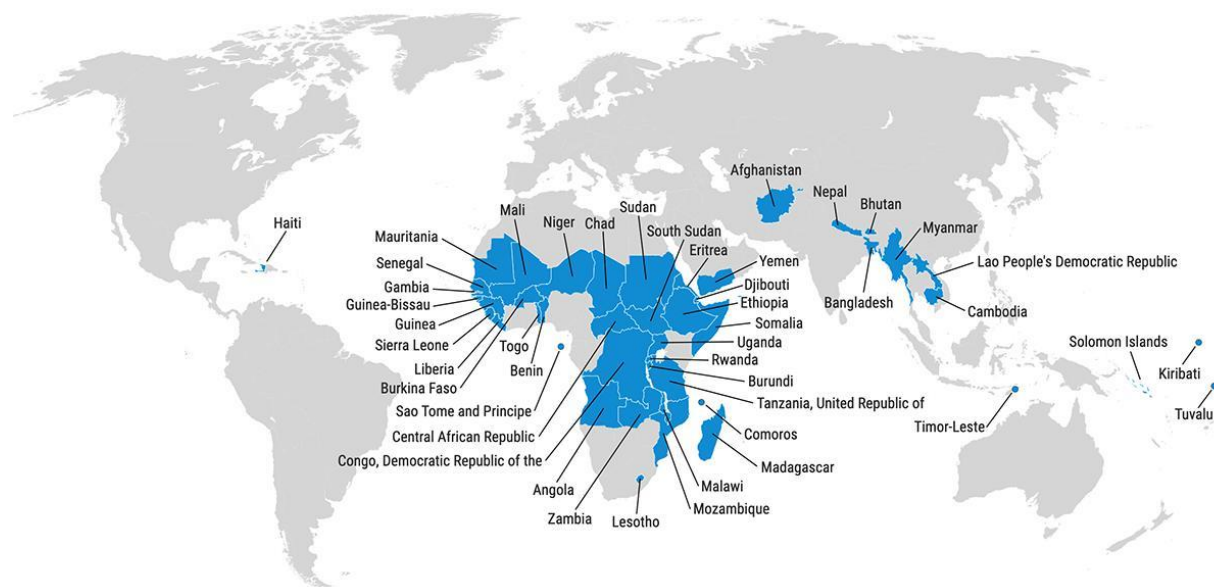 Haiti
Mauritania
Mali
Niger
Chad
Sudan
South Sudan
Eritrea
Senegal
Gambia
Guinea-Bissau
Guinea
Sierra Leone
Liberia
Burkina Faso
Togo
Benin
Sao Tome and Principe
Central African Republic
Congo, Democratic Republic of the
Angola
Zambia
Lesotho
Yemen
Djibouti
Ethiopia
Somalia
Uganda
Rwanda
Burundi
Tanzania, United Republic of
Comoros
Madagascar
Malawi
Mozambique
Afghanistan
Nepal
Bhutan
Myanmar
Lao People's Democratic Republic
Bangladesh
Cambodia
Solomon Islands
Kiribati
Tuvalu
Timor-Leste